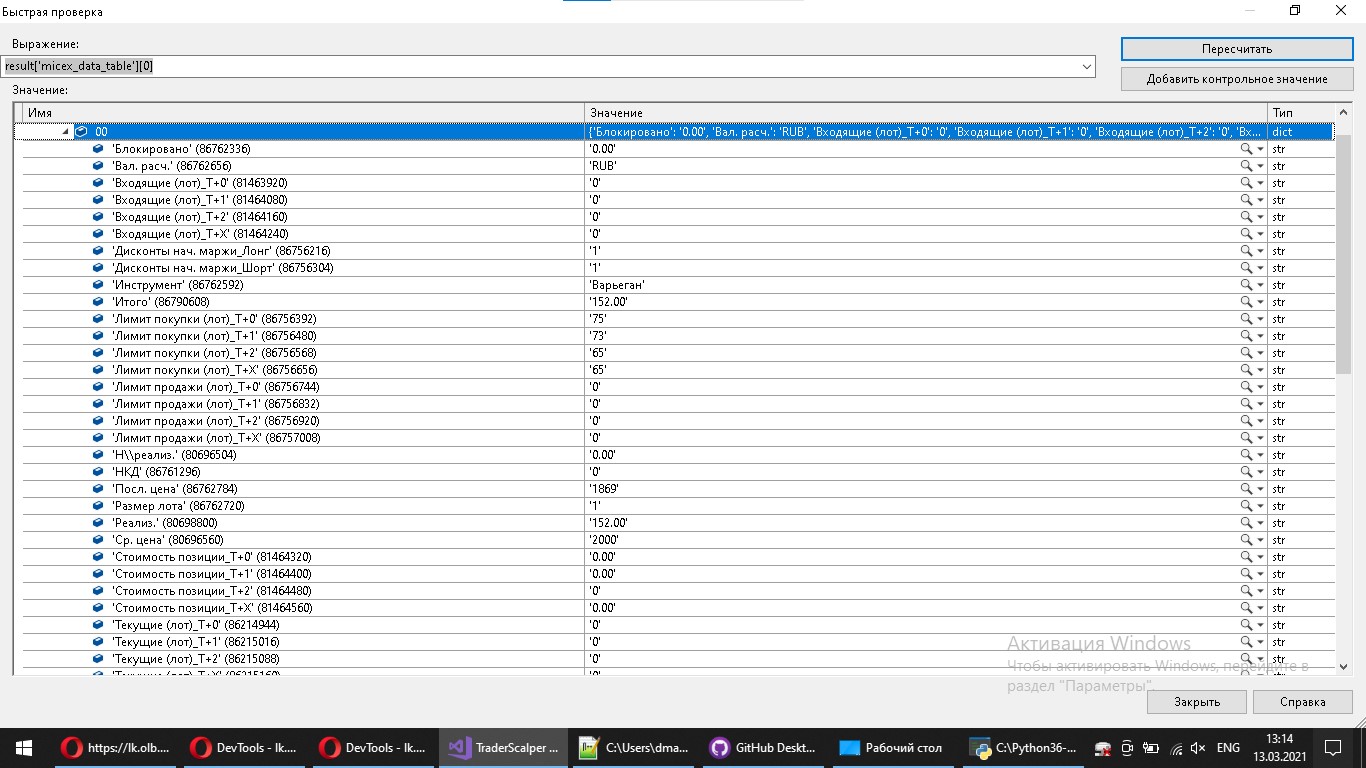 Быстрая проверка
Выражение:
result['micex_data_table'][0]
Пересчитать
Добавить контрольное значение
Значение:
Имя Значение Тип
00 {'Блокировано': '0.00', 'Вал. расч.': 'RUB', 'Входящие (лот)_T+0': '0', 'Входящие (лот)_T+1': '0', 'Входящие (лот)_T+2': '0', 'Вх... dict
'Блокировано' (86762336) '0.00' str
'Вал. расч.' (86762656) 'RUB' str
'Входящие (лот)_T+0' (81463920) '0' str
'Входящие (лот)_T+1' (81464080) '0' str
'Входящие (лот)_T+2' (81464160) '0' str
'Входящие (лот)_T+X' (81464240) '0' str
'Дисконты нач. маржи_Лонг' (86756216) '1' str
'Дисконты нач. маржи_Шорт' (86756304) '1' str
'Инструмент' (86762592) 'Варьеган' str
'Итого' (86790608) '152.00' str
'Лимит покупки (лот)_T+0' (86756392) '75' str
'Лимит покупки (лот)_T+1' (86756480) '73' str
'Лимит покупки (лот)_T+2' (86756568) '65' str
'Лимит покупки (лот)_T+X' (86756656) '65' str
'Лимит продажи (лот)_T+0' (86756744) '0' str
'Лимит продажи (лот)_T+1' (86756832) '0' str
'Лимит продажи (лот)_T+2' (86756920) '0' str
'Лимит продажи (лот)_T+X' (86757008) '0' str
'Н\\реализ.' (80696504) '0.00' str
'НКД' (86761296) '0' str
'Посл. цена' (86762784) '1869' str
'Размер лота' (86762720) '1' str
'Реализ.' (80698800) '152.00' str
'Ср. цена' (80696560) '2000' str
'Стоимость позиции_T+0' (81464320) '0.00' str
'Стоимость позиции_T+1' (81464400) '0.00' str
'Стоимость позиции_T+2' (81464480) '0' str
'Стоимость позиции_T+X' (81464560) '0.00' str
'Текущие (лот)_T+0' (86214944) '0' str
'Текущие (лот)_T+1' (86215016) '0' str
'Текущие (лот)_T+2' (86215088) '0' str
'Текущие (лот)_T+X' (86215160) '0' str
Активация Windows
Чтобы активировать Windows, перейдите в
раздел "Параметры".
Закрыть
Справка
https://lk.olb....
DevTools - lk....
DevTools - lk....
TraderScalper ...
C:\Users\dma...
GitHub Deskt...
Рабочий стол
C:\Python36-...
ENG
13:14
13.03.2021